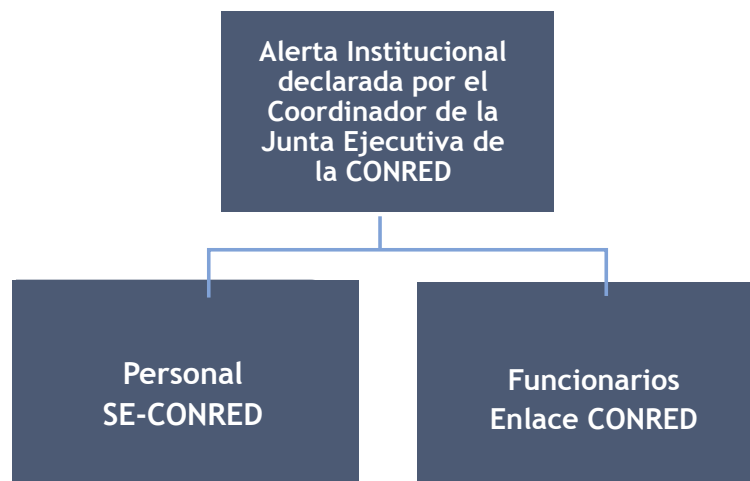 Alerta Institucional
declarada por el
Coordinador de la
Junta Ejecutiva de
la CONRED
Personal
SE-CONRED
Funcionarios
Enlace CONRED